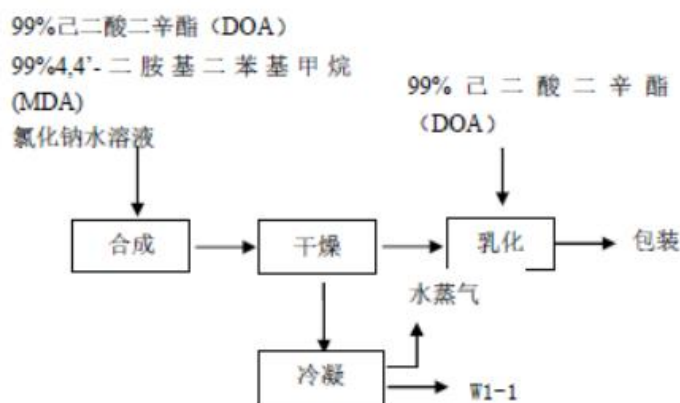 99%己二酸二辛酯（DOA）
99%4,4’-二胺基二苯基甲烷
(MDA)
氯化钠水溶液
99%己二酸二辛酯
（DOA）
合成
干燥
乳化
包装
水蒸气
冷凝
W1-1